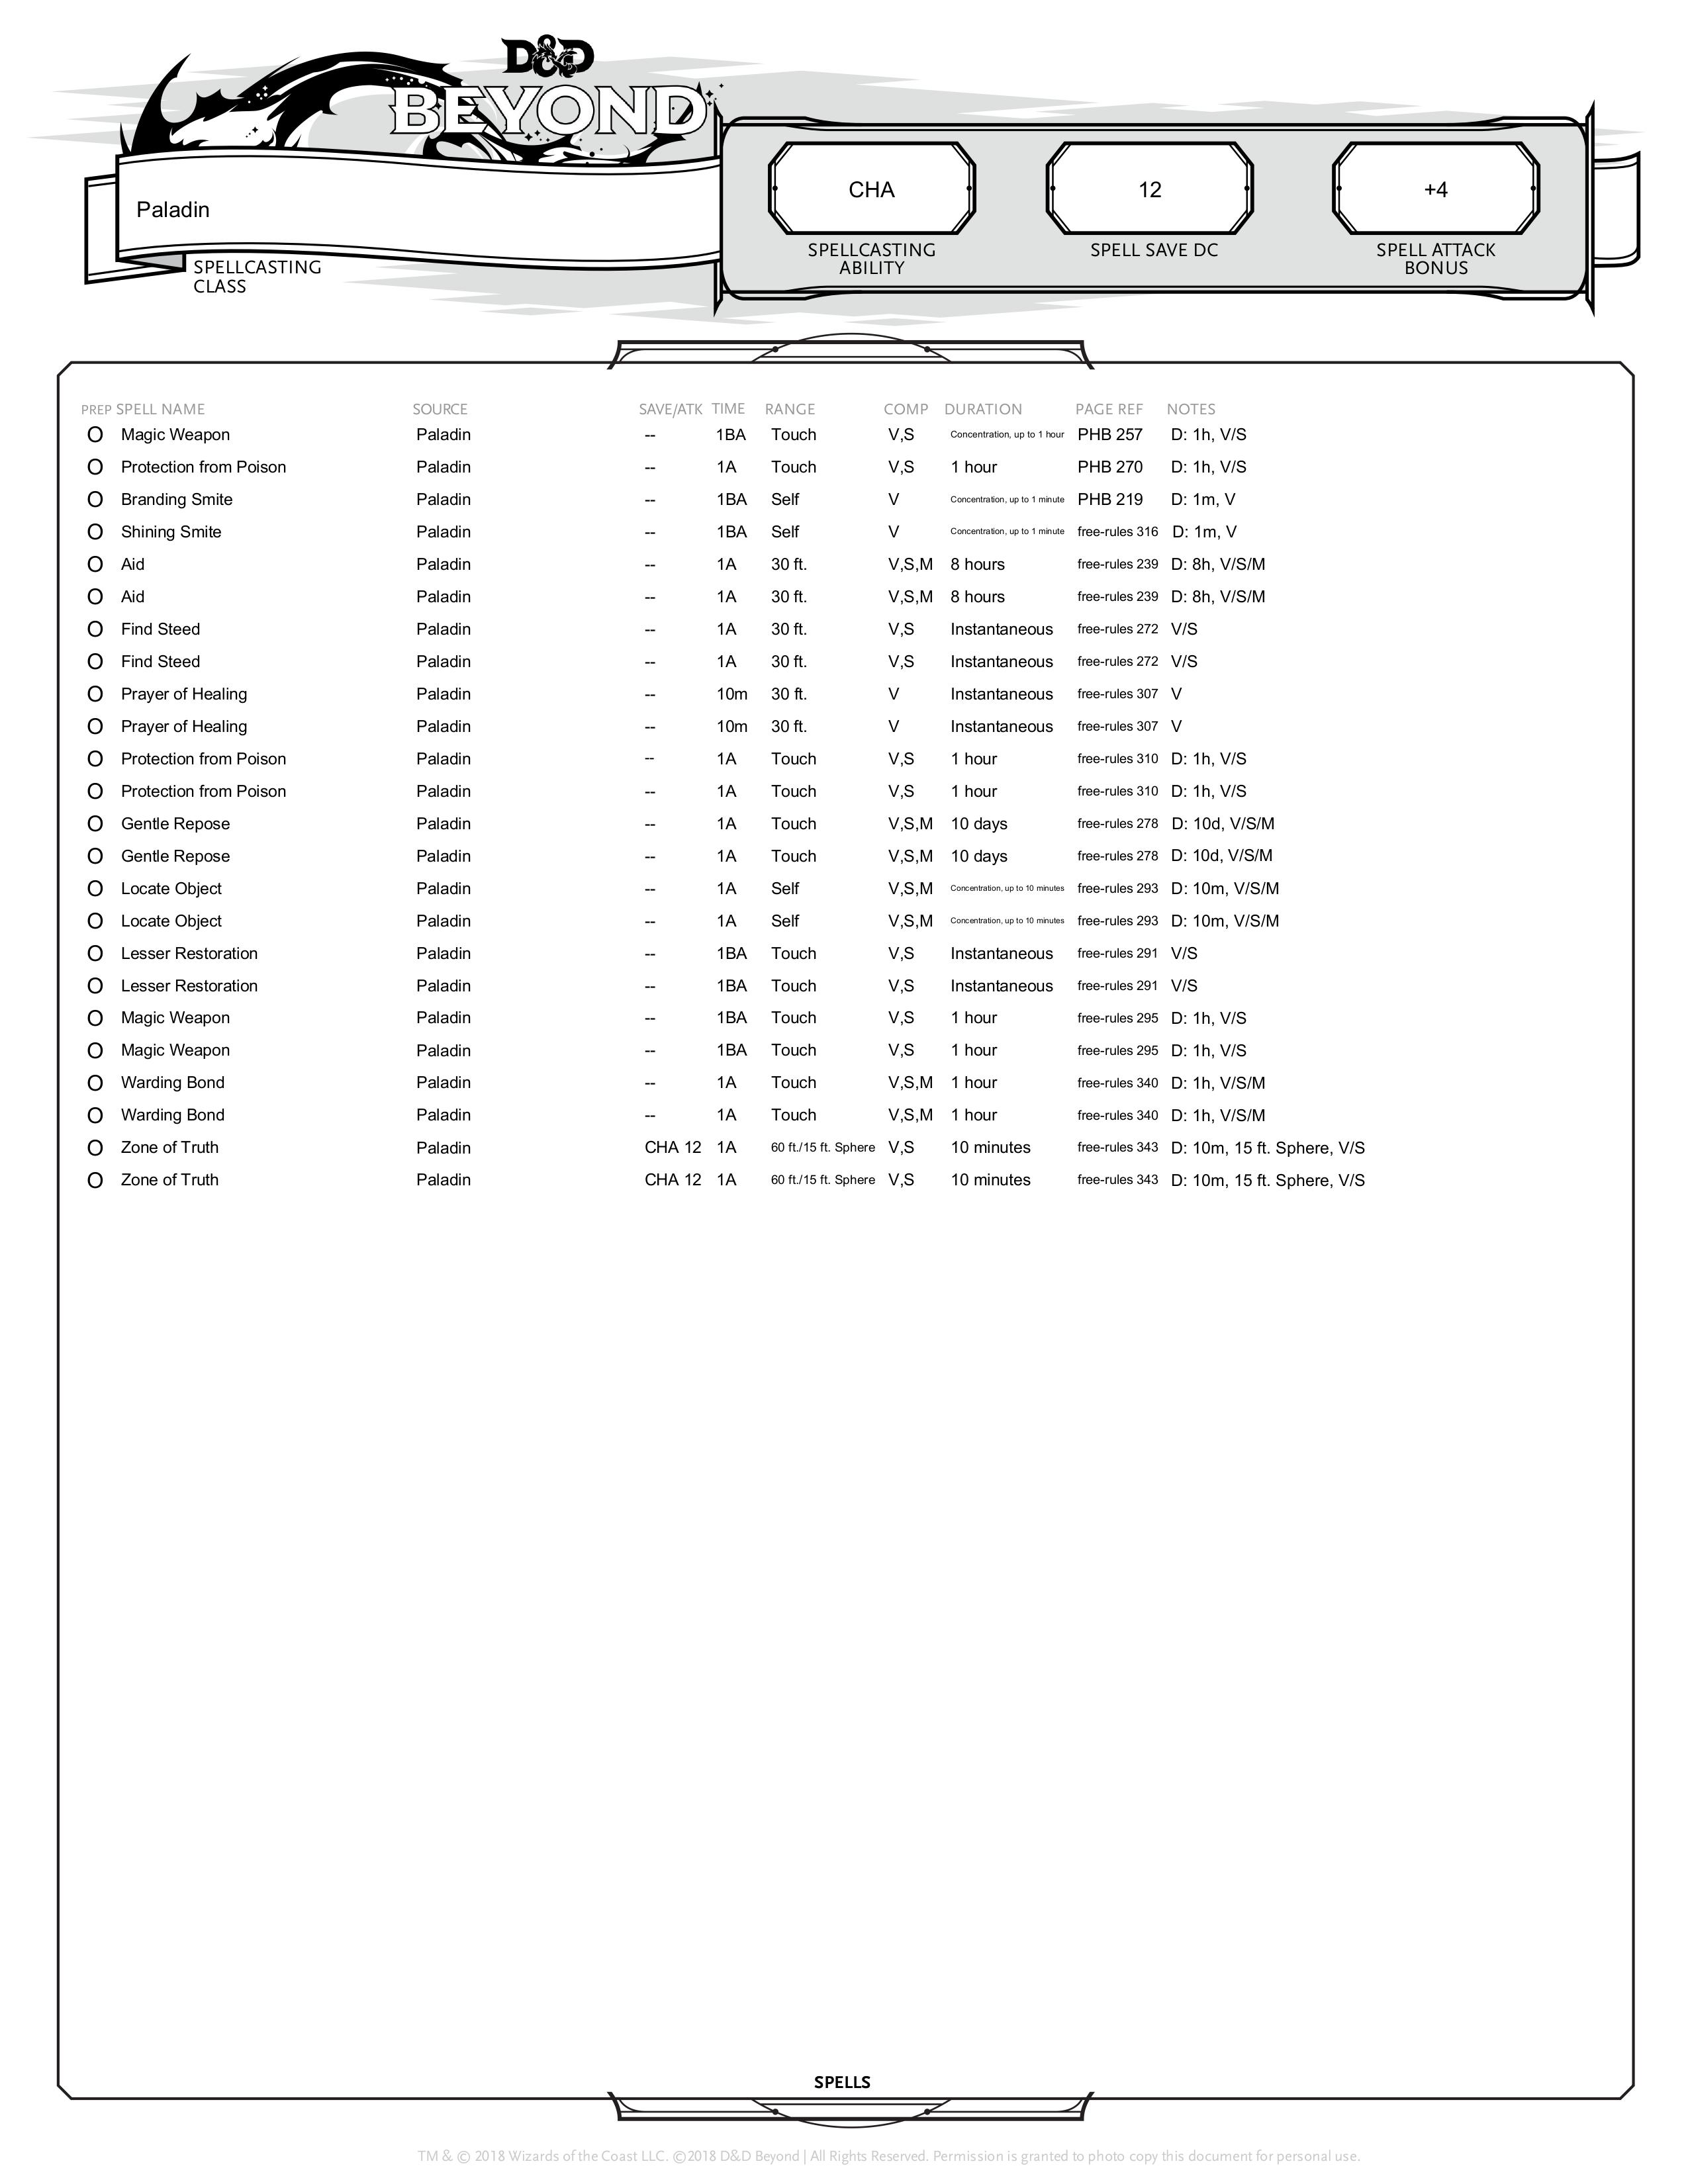 D&D
BEYOND
Paladin
SPELLCASTING
CLASS
CHA
12
+4
SPELLCASTING
ABILITY
SPELL SAVE DC
SPELL ATTACK
BONUS
PREP SPELL NAME SOURCE SAVE/ATK TIME RANGE COMP DURATION PAGE REF NOTES
O Magic Weapon Paladin -- 1BA Touch V,S Concentration, up to 1 hour PHB 257 D: 1h, V/S
O Protection from Poison Paladin -- 1A Touch V,S 1 hour PHB 270 D: 1h, V/S
O Branding Smite Paladin -- 1BA Self V Concentration, up to 1 minute PHB 219 D: 1m, V
O Shining Smite Paladin -- 1BA Self V Concentration, up to 1 minute free-rules 316 D: 1m, V
O Aid Paladin -- 1A 30 ft. V,S,M 8 hours free-rules 239 D: 8h, V/S/M
O Aid Paladin -- 1A 30 ft. V,S,M 8 hours free-rules 239 D: 8h, V/S/M
O Find Steed Paladin -- 1A 30 ft. V,S Instantaneous free-rules 272 V/S
O Find Steed Paladin -- 1A 30 ft. V,S Instantaneous free-rules 272 V/S
O Prayer of Healing Paladin -- 10m 30 ft. V Instantaneous free-rules 307 V
O Prayer of Healing Paladin -- 10m 30 ft. V Instantaneous free-rules 307 V
O Protection from Poison Paladin -- 1A Touch V,S 1 hour free-rules 310 D: 1h, V/S
O Protection from Poison Paladin -- 1A Touch V,S 1 hour free-rules 310 D: 1h, V/S
O Gentle Repose Paladin -- 1A Touch V,S,M 10 days free-rules 278 D: 10d, V/S/M
O Gentle Repose Paladin -- 1A Touch V,S,M 10 days free-rules 278 D: 10d, V/S/M
O Locate Object Paladin -- 1A Self V,S,M Concentration, up to 10 minutes free-rules 293 D: 10m, V/S/M
O Locate Object Paladin -- 1A Self V,S,M Concentration, up to 10 minutes free-rules 293 D: 10m, V/S/M
O Lesser Restoration Paladin -- 1BA Touch V,S Instantaneous free-rules 291 V/S
O Lesser Restoration Paladin -- 1BA Touch V,S Instantaneous free-rules 291 V/S
O Magic Weapon Paladin -- 1BA Touch V,S 1 hour free-rules 295 D: 1h, V/S
O Magic Weapon Paladin -- 1BA Touch V,S 1 hour free-rules 295 D: 1h, V/S
O Warding Bond Paladin -- 1A Touch V,S,M 1 hour free-rules 340 D: 1h, V/S/M
O Warding Bond Paladin -- 1A Touch V,S,M 1 hour free-rules 340 D: 1h, V/S/M
O Zone of Truth Paladin CHA 12 1A 60 ft./15 ft. Sphere V,S 10 minutes free-rules 343 D: 10m, 15 ft. Sphere, V/S
O Zone of Truth Paladin CHA 12 1A 60 ft./15 ft. Sphere V,S 10 minutes free-rules 343 D: 10m, 15 ft. Sphere, V/S
SPELLS
TM & © 2018 Wizards of the Coast LLC. ©2018 D&D Beyond | All Rights Reserved. Permission is granted to photo copy this document for personal use.